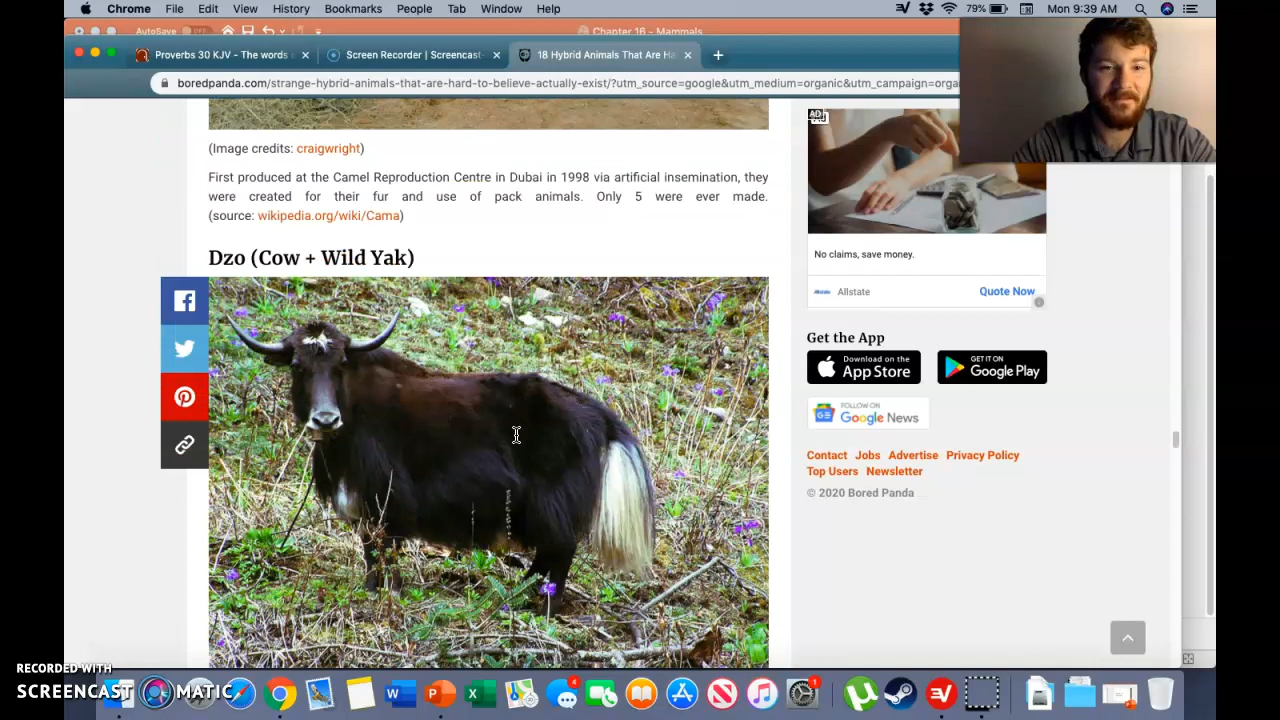 Chrome File Edit View History Bookmarks People Tab Window Help 79% Mon 9:39 AM
AutoSave Chapter 16 - Mammals
Proverbs 30 KJV - The words Screen Recorder | Screencast- 18 Hybrid Animals That Are Ha
boredpanda.com/strange-hybrid-animals-that-are-hard-to-believe-actually-exist/?utm_source=google&utm_medium=organic&utm_campaign=orga
(Image credits: craigwright)
First produced at the Camel Reproduction Centre in Dubai in 1998 via artificial insemination, they
were created for their fur and use of pack animals. Only 5 were ever made.
(source: wikipedia.org/wiki/Cama)
Dzo (Cow + Wild Yak)
AD
No claims, save money.
Allstate Quote Now
Get the App
Download on the
App Store
GET IT ON
Google Play
FOLLOW ON
Google News
Contact Jobs Advertise Privacy Policy
Top Users Newsletter
© 2020 Bored Panda
RECORDED WITH
SCREENCAST MATIC
4
1